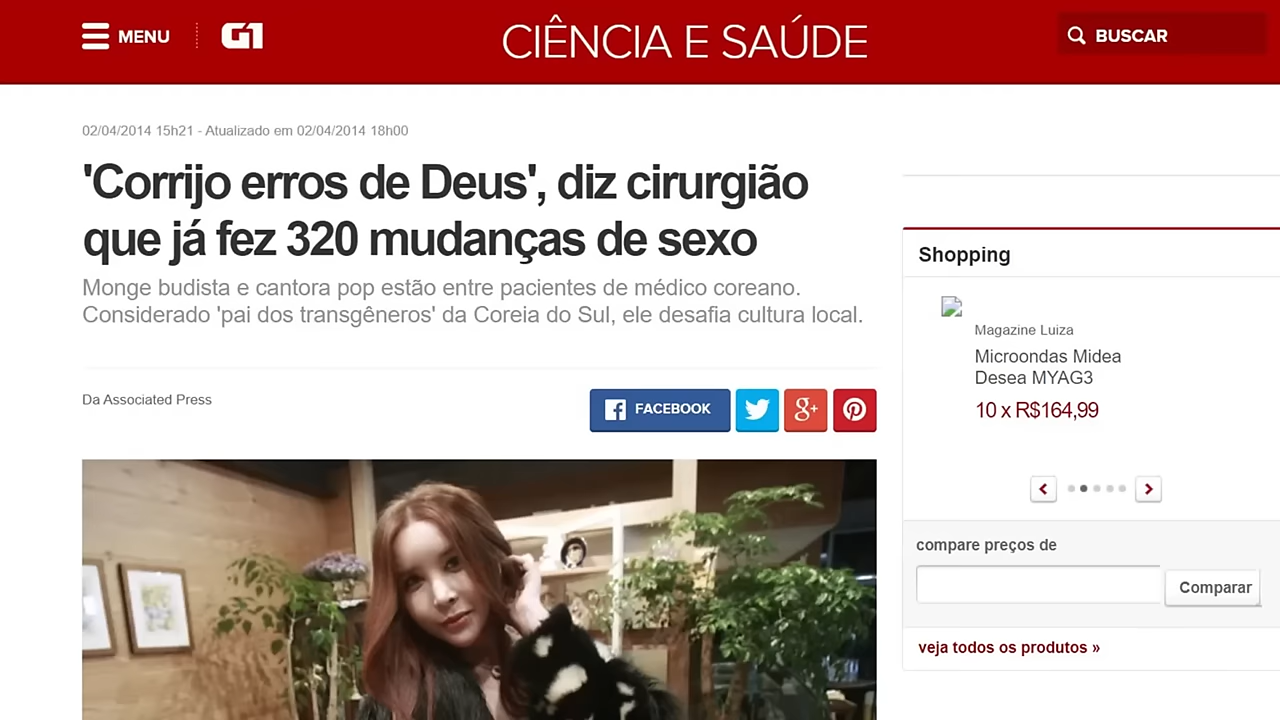 MENU
G1
CIÊNCIA E SAÚDE
BUSCAR
02/04/2014 15h21 - Atualizado em 02/04/2014 18h00
'Corrijo erros de Deus', diz cirurgião
que já fez 320 mudanças de sexo
Monge budista e cantora pop estão entre pacientes de médico coreano.
Considerado 'pai dos transgêneros' da Coreia do Sul, ele desafia cultura local.
Da Associated Press
FACEBOOK
g+
Shopping
Magazine Luiza
Microondas Midea
Desea MYAG3
10 x R$164,99
compare preços de
Comparar
veja todos os produtos »